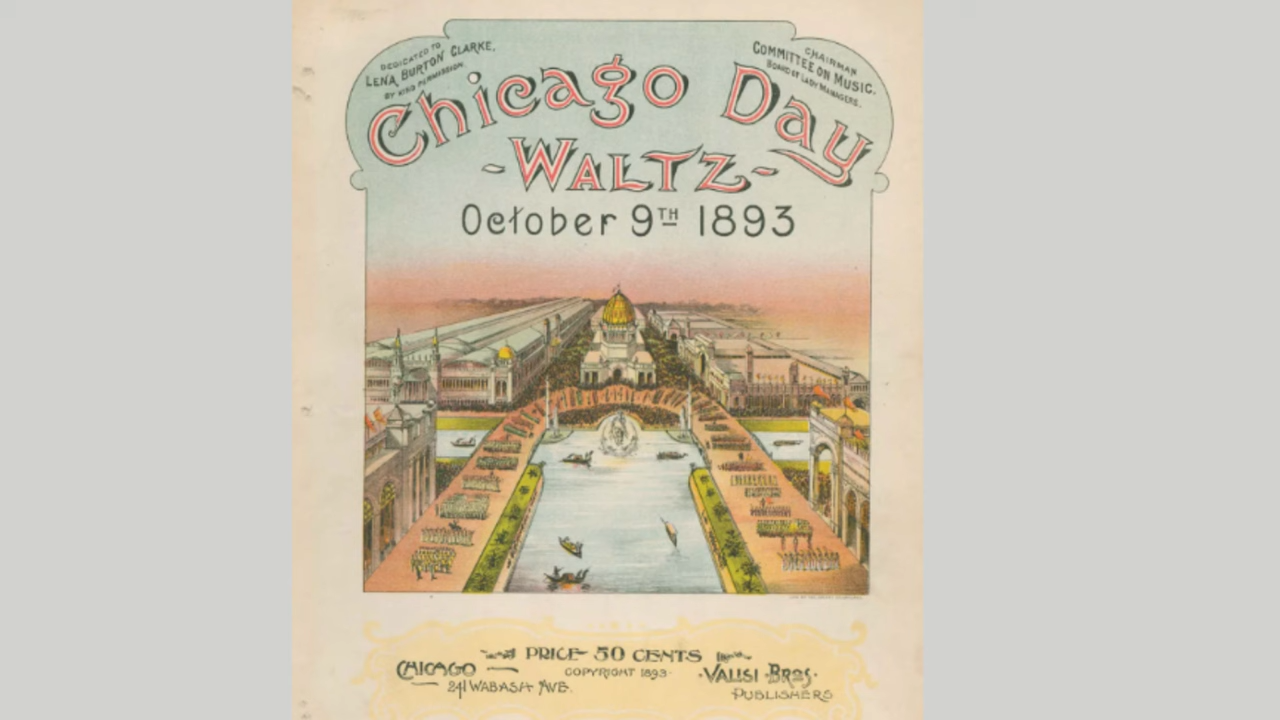 DEDICATED TO
LENA BURTON CLARKE,
BY KIND PERMISSION.
CHAIRMAN
COMMITTEE ON MUSIC.
BOARD OF LADY MANAGERS.
Chicago Day
-WALTZ-
October 9TH 1893
PRICE 50 CENTS
CHICAGO
COPYRIGHT 1893.
·VALISI·BROS·
241 WABASH AVE.
PUBLISHERS